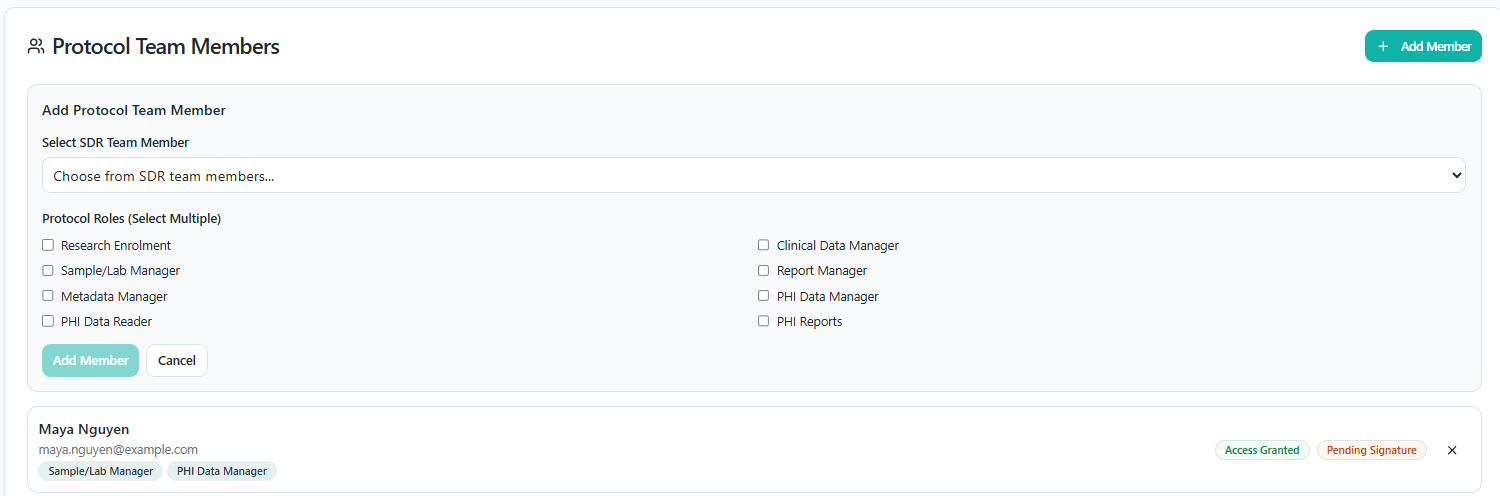 Protocol Team Members
+ Add Member
Add Protocol Team Member
Select SDR Team Member
Choose from SDR team members...
Protocol Roles (Select Multiple)
Research Enrolment
Clinical Data Manager
Sample/Lab Manager
Report Manager
Metadata Manager
PHI Data Manager
PHI Data Reader
PHI Reports
Add Member Cancel
Maya Nguyen
maya.nguyen@example.com
Access Granted Pending Signature
Sample/Lab Manager PHI Data Manager